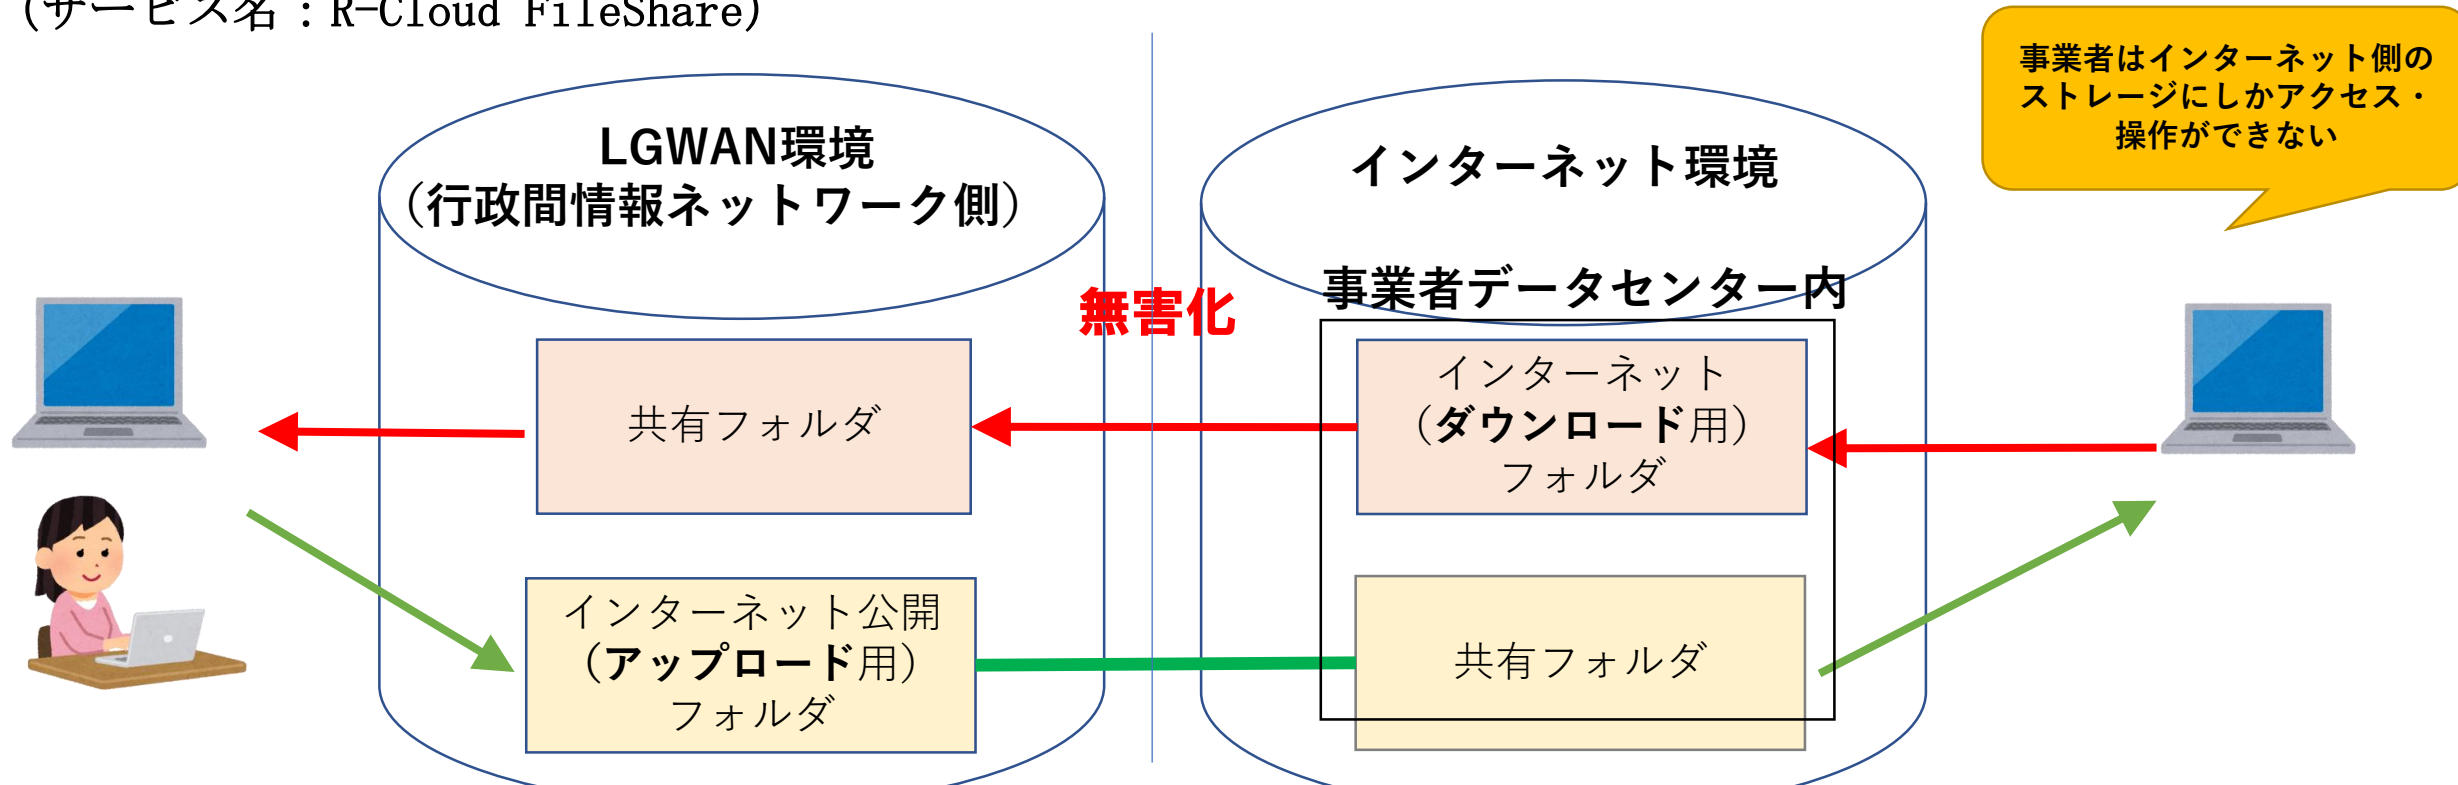 (サービス名：R-Cloud FileShare)
事業者はインターネット側の
ストレージにしかアクセス・
操作ができない
LGWAN環境
（行政間情報ネットワーク側）
インターネット環境
事業者データセンター内
無害化
共有フォルダ
インターネット
（ダウンロード用）
フォルダ
インターネット公開
（アップロード用）
フォルダ
共有フォルダ